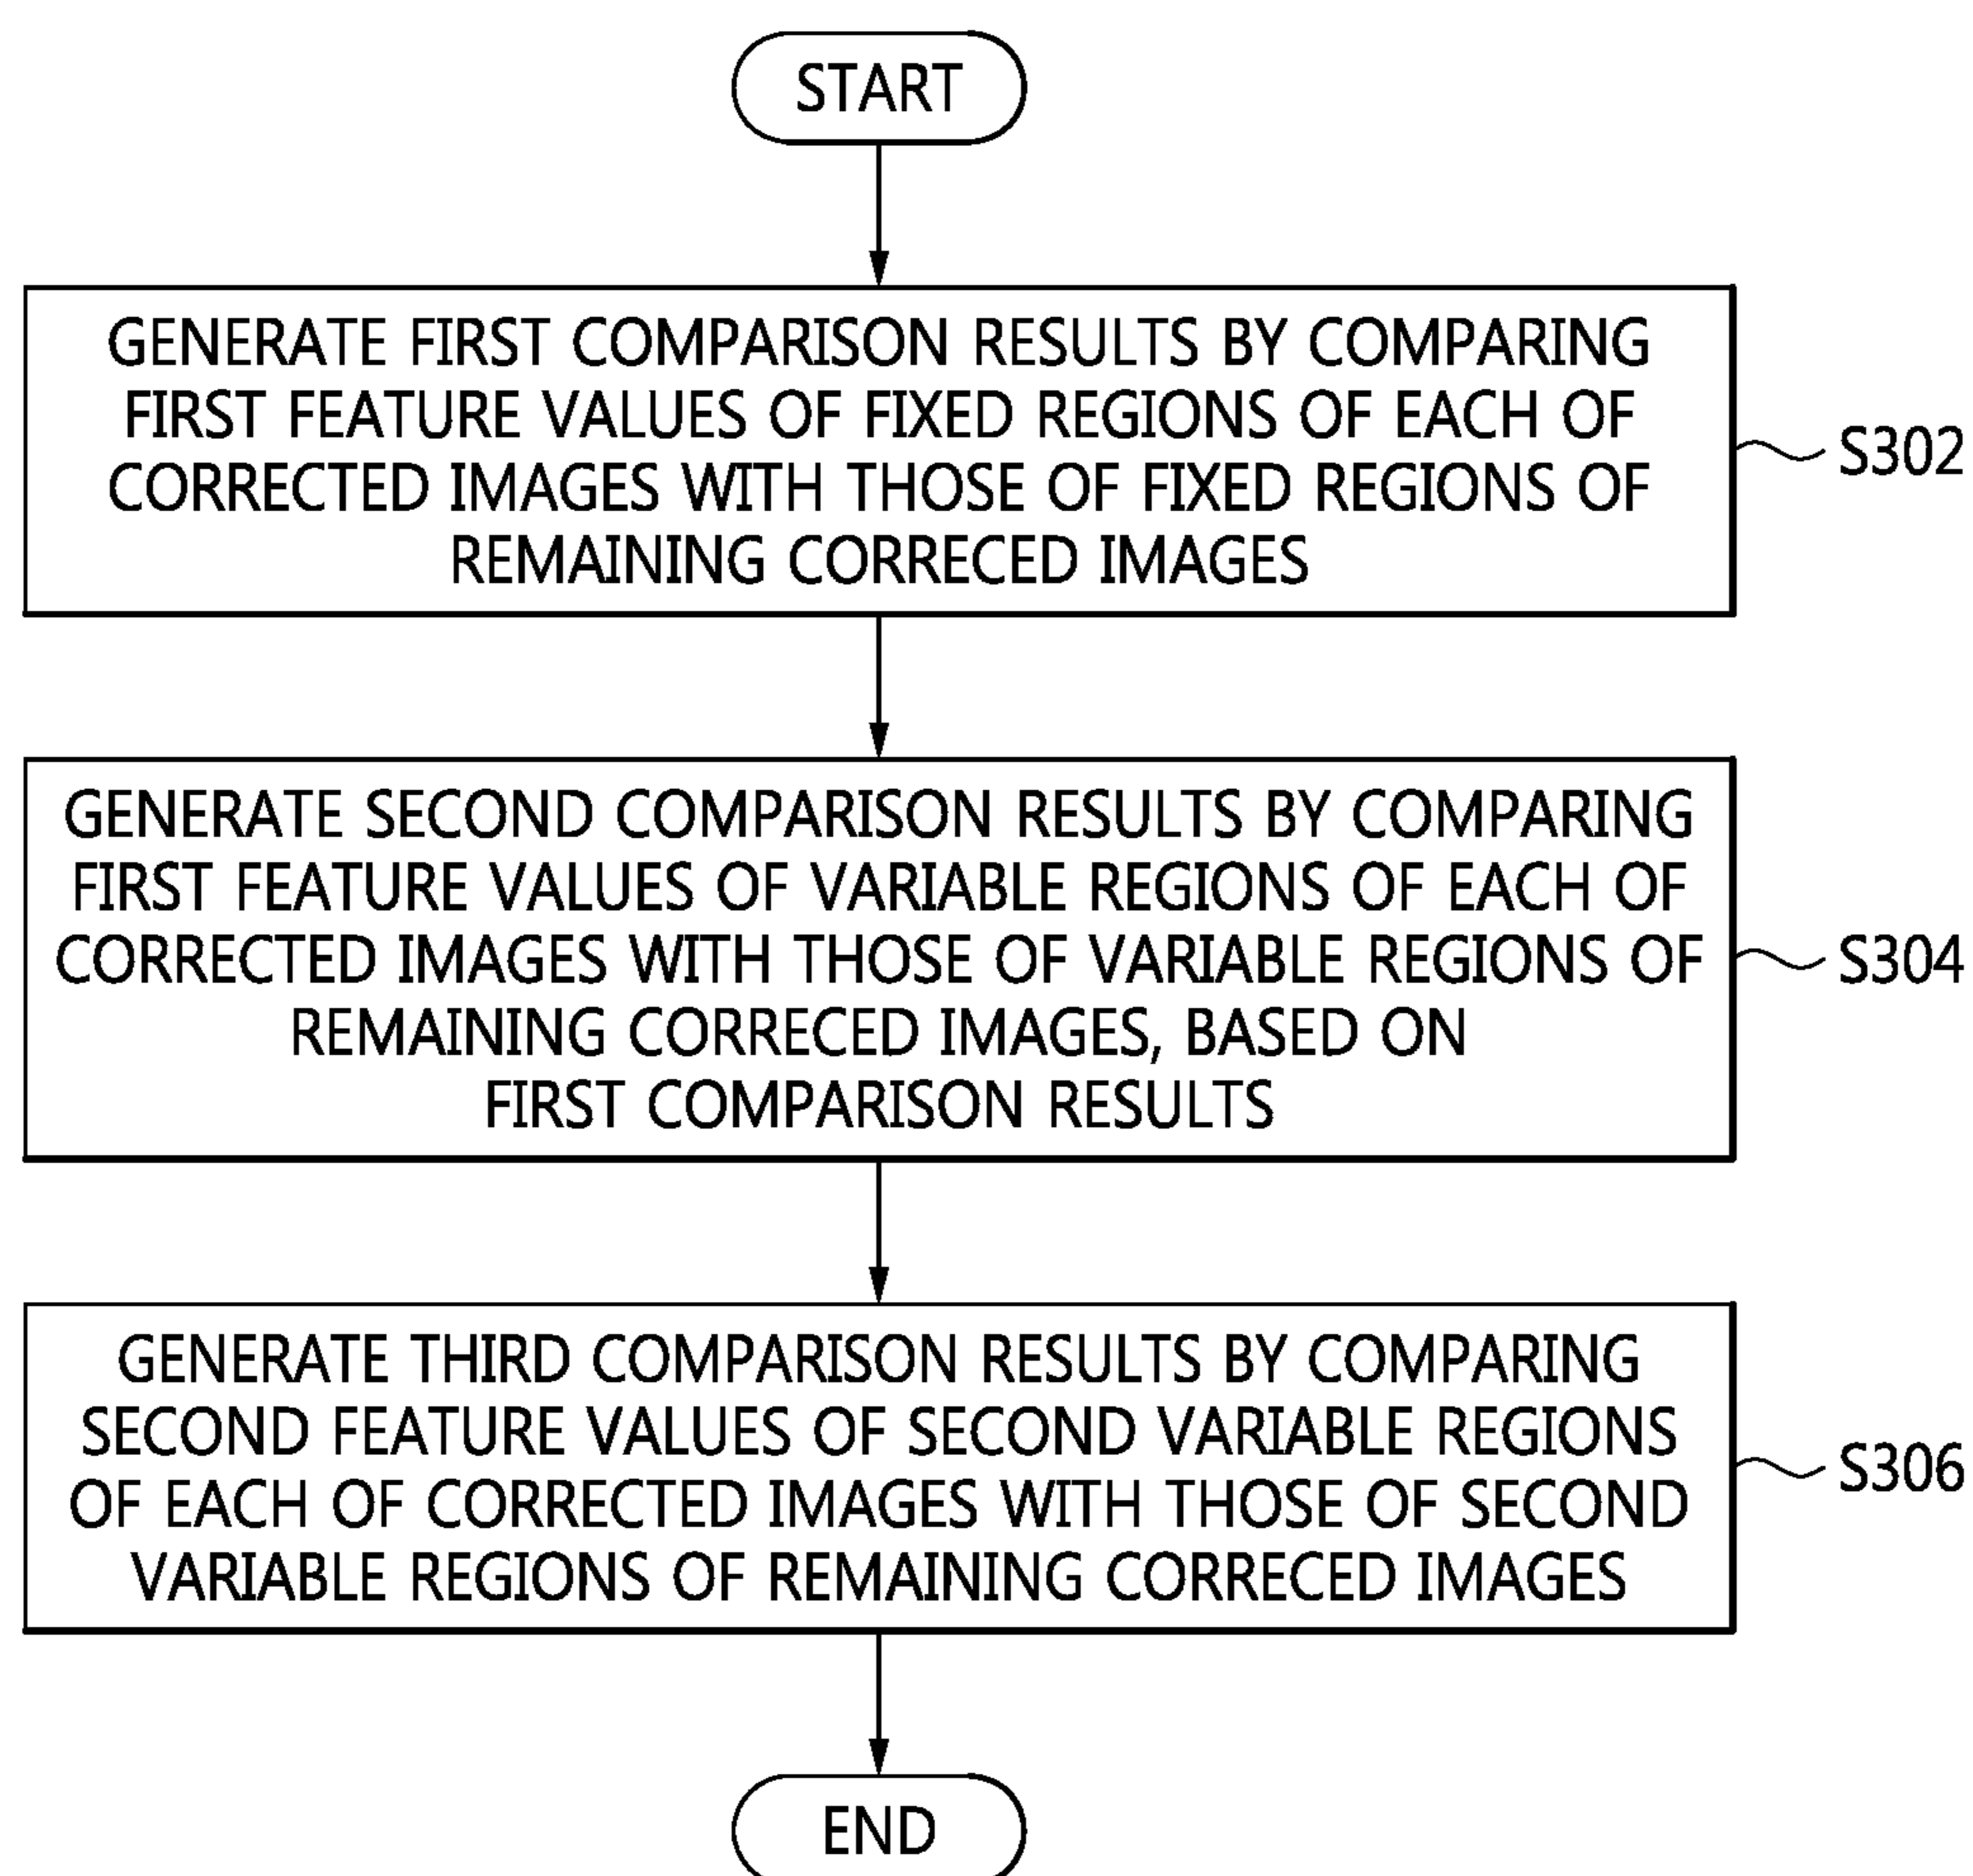 START
GENERATE FIRST COMPARISON RESULTS BY COMPARING
FIRST FEATURE VALUES OF FIXED REGIONS OF EACH OF
CORRECTED IMAGES WITH THOSE OF FIXED REGIONS OF
REMAINING CORRECED IMAGES
S302
GENERATE SECOND COMPARISON RESULTS BY COMPARING
FIRST FEATURE VALUES OF VARIABLE REGIONS OF EACH OF
CORRECTED IMAGES WITH THOSE OF VARIABLE REGIONS OF
REMAINING CORRECED IMAGES, BASED ON
FIRST COMPARISON RESULTS
S304
GENERATE THIRD COMPARISON RESULTS BY COMPARING
SECOND FEATURE VALUES OF SECOND VARIABLE REGIONS
OF EACH OF CORRECTED IMAGES WITH THOSE OF SECOND
VARIABLE REGIONS OF REMAINING CORRECED IMAGES
S306
END